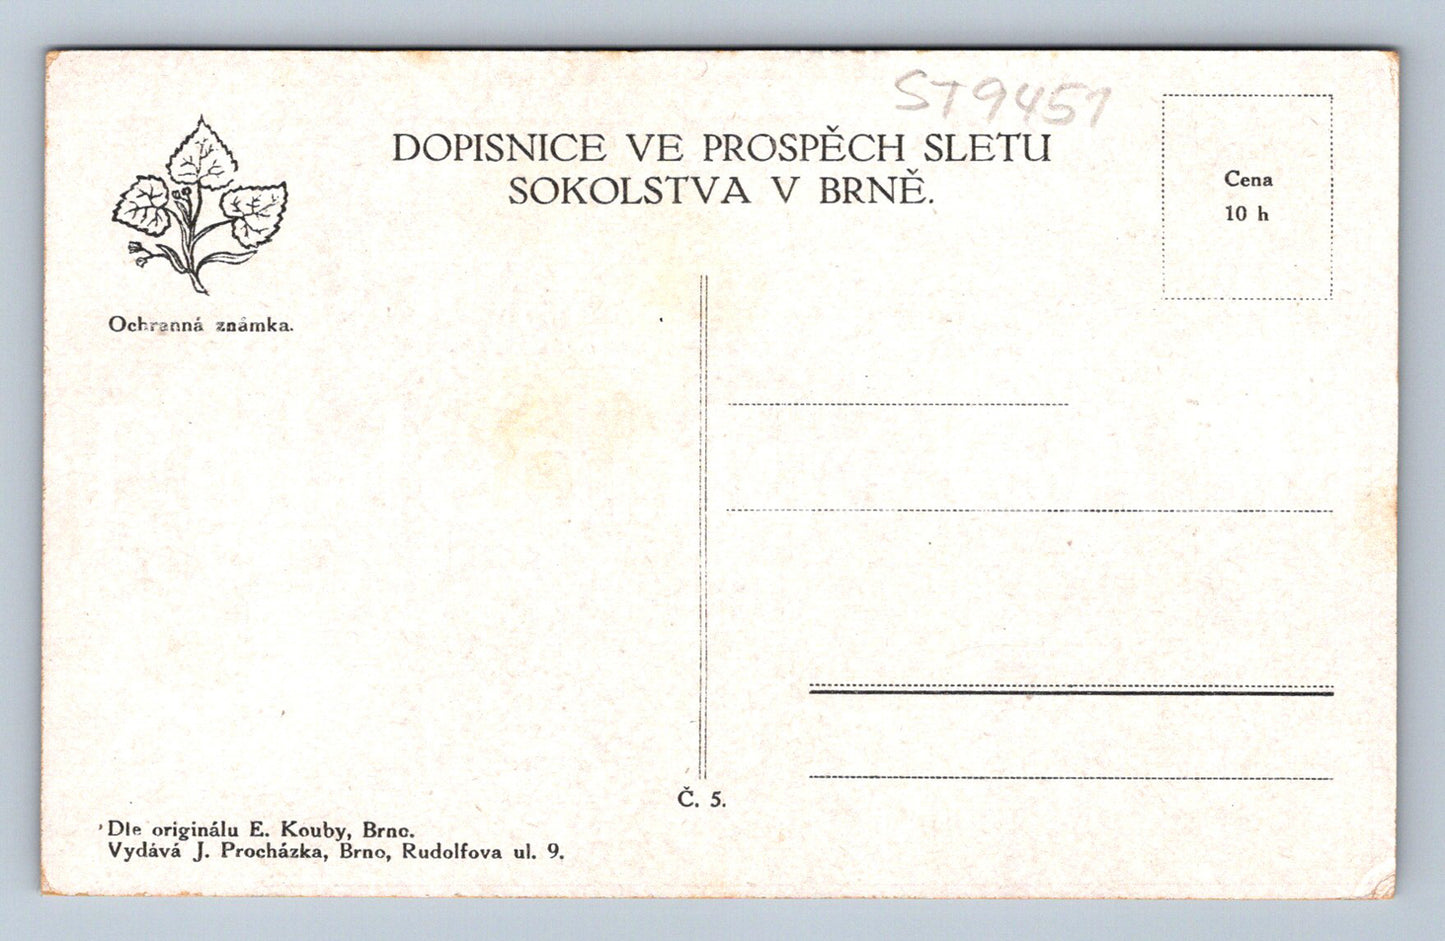 ST9451
DOPISNICE VE PROSPĚCH SLETU
SOKOLSTVA V BRNĚ.
Cena
10 h
Ochranná známka.
Č. 5.
Dle originálu E. Kouby, Brno.
Vydává J. Procházka, Brno, Rudolfova ul. 9.